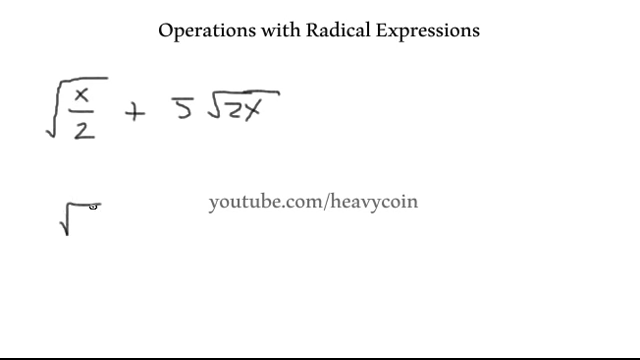 Operations with Radical Expressions
√(x/2) + 5 √2x
youtube.com/heavycoin
√